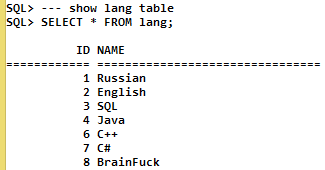 SQL> --- show lang table
SQL> SELECT * FROM lang;
ID NAME
------------ --------------------------------
1 Russian
2 English
3 SQL
4 Java
6 C++
7 C#
8 BrainFuck